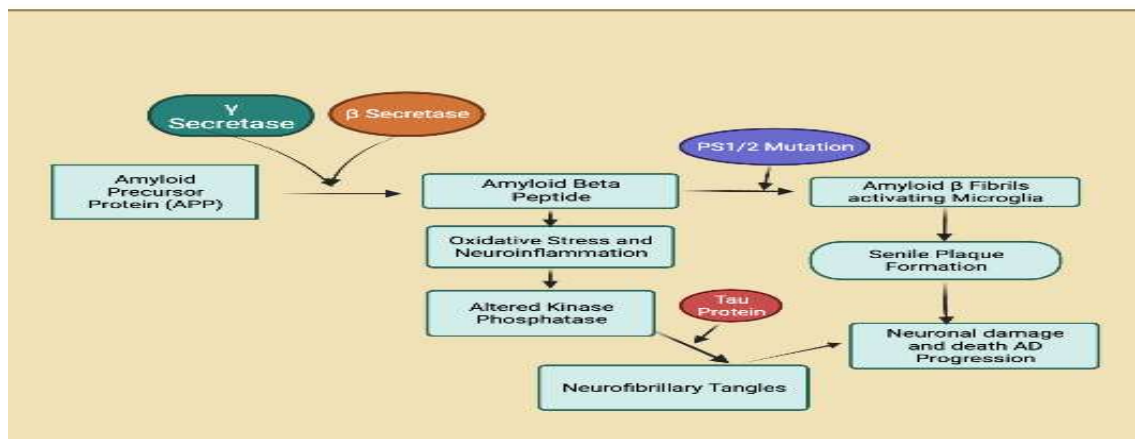 γ
Secretase
β Secretase
PS1/2 Mutation
Amyloid
Precursor
Protein (APP)
Amyloid Beta
Peptide
Amyloid β Fibrils
activating Microglia
Oxidative Stress and
Neuroinflammation
Senile Plaque
Formation
Altered Kinase
Phosphatase
Tau
Protein
Neuronal damage
and death AD
Progression
Neurofibrillary Tangles